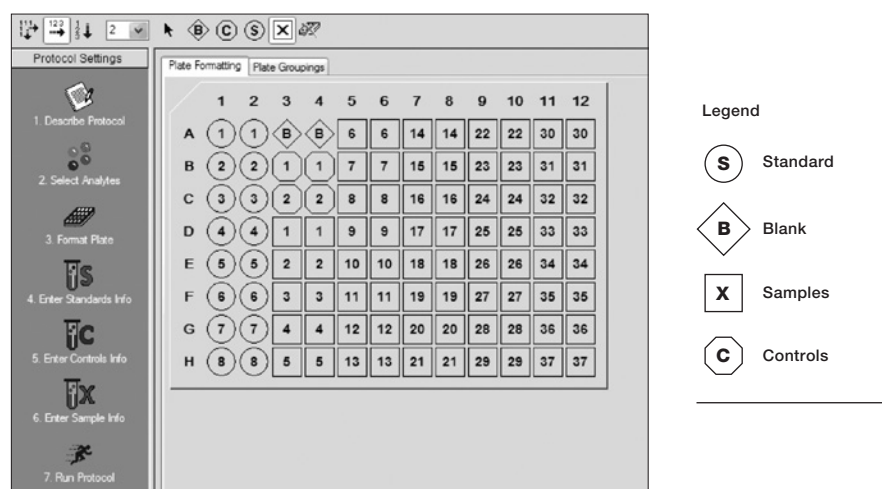 2
B C S X
Protocol Settings
1. Describe Protocol
2. Select Analytes
3. Format Plate
S
4. Enter Standards Info
C
5. Enter Controls Info
X
6. Enter Sample Info
7. Run Protocol
Plate Formatting Plate Groupings
1 2 3 4 5 6 7 8 9 10 11 12
A 1 1 B B 6 6 14 14 22 22 30 30
B 2 2 1 1 7 7 15 15 23 23 31 31
C 3 3 2 2 8 8 16 16 24 24 32 32
D 4 4 1 1 9 9 17 17 25 25 33 33
E 5 5 2 2 10 10 18 18 26 26 34 34
F 6 6 3 3 11 11 19 19 27 27 35 35
G 7 7 4 4 12 12 20 20 28 28 36 36
H 8 8 5 5 13 13 21 21 29 29 37 37
Legend
S Standard
B Blank
X Samples
C Controls